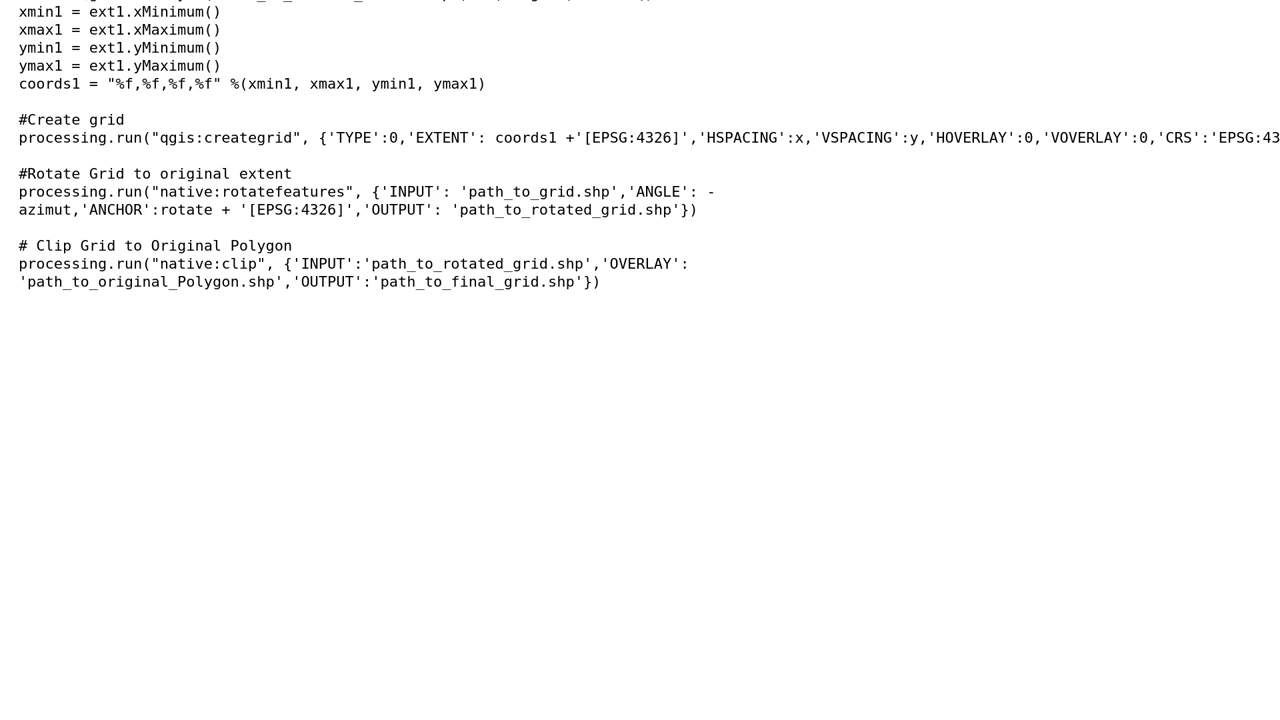 xmin1 = ext1.xMinimum()
xmax1 = ext1.xMaximum()
ymin1 = ext1.yMinimum()
ymax1 = ext1.yMaximum()
coords1 = "%f,%f,%f,%f" %(xmin1, xmax1, ymin1, ymax1)
#Create grid
processing.run("qgis:creategrid", {'TYPE':0,'EXTENT': coords1 +'[EPSG:4326]','HSPACING':x,'VSPACING':y,'HOVERLAY':0,'VOVERLAY':0,'CRS':'EPSG:43
#Rotate Grid to original extent
processing.run("native:rotatefeatures", {'INPUT': 'path_to_grid.shp','ANGLE': -
azimut,'ANCHOR':rotate + '[EPSG:4326]','OUTPUT': 'path_to_rotated_grid.shp'})
# Clip Grid to Original Polygon
processing.run("native:clip", {'INPUT':'path_to_rotated_grid.shp','OVERLAY':
'path_to_original_Polygon.shp','OUTPUT':'path_to_final_grid.shp'})